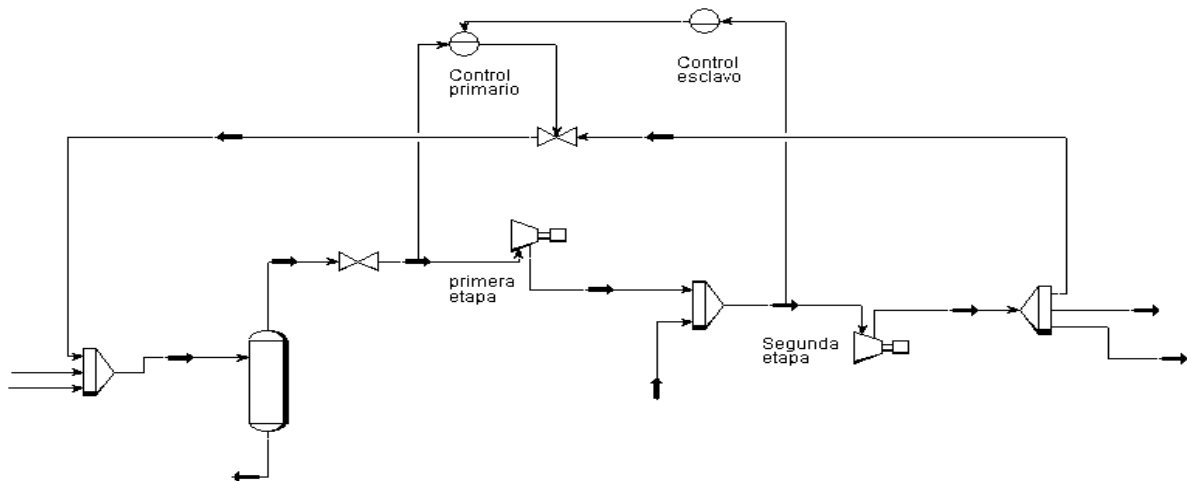 Control
primario
Control
esclavo
primera
etapa
Segunda
etapa